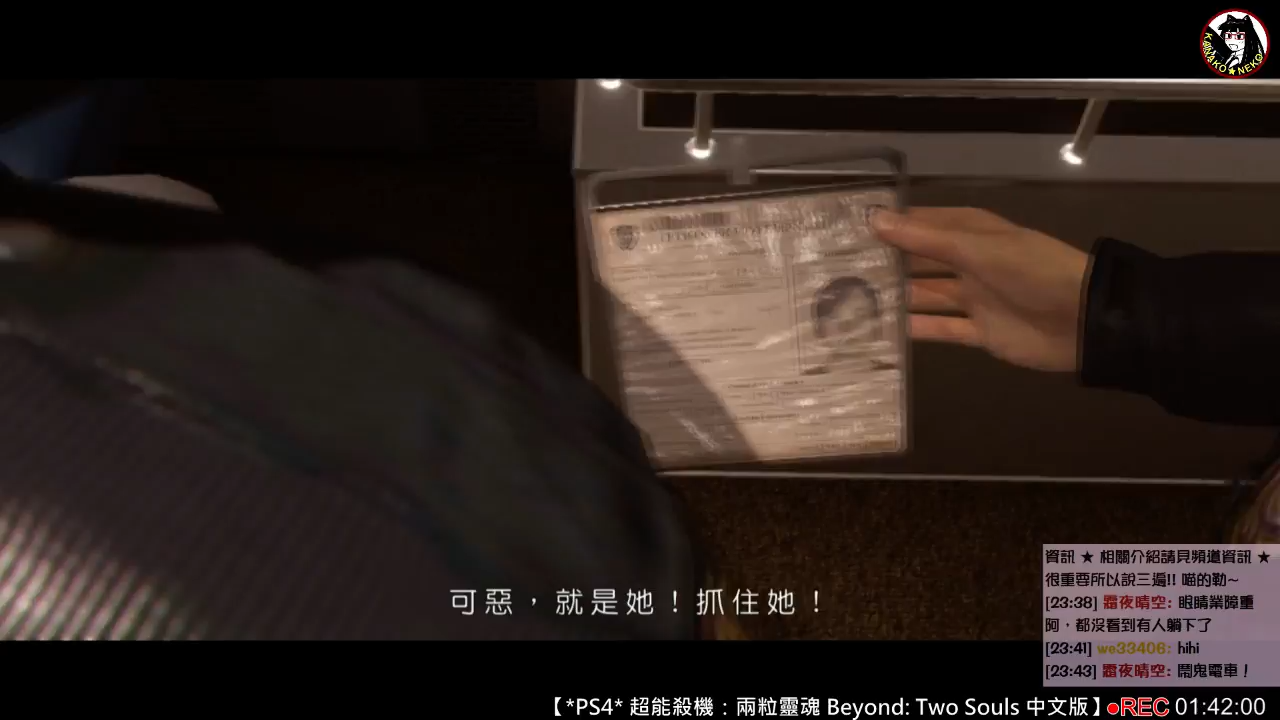 KANAKO★NEKO
可惡，就是她！抓住她！
資訊 ★ 相關介紹請見頻道資訊 ★
很重要所以說三遍!! 喵的勒~
[23:38] 霜夜晴空: 眼睛業障重
阿，都沒看到有人躺下了
[23:41] we33406: hihi
[23:43] 霜夜晴空: 鬧鬼電車！
【*PS4* 超能殺機：兩粒靈魂 Beyond: Two Souls 中文版】●REC 01:42:00